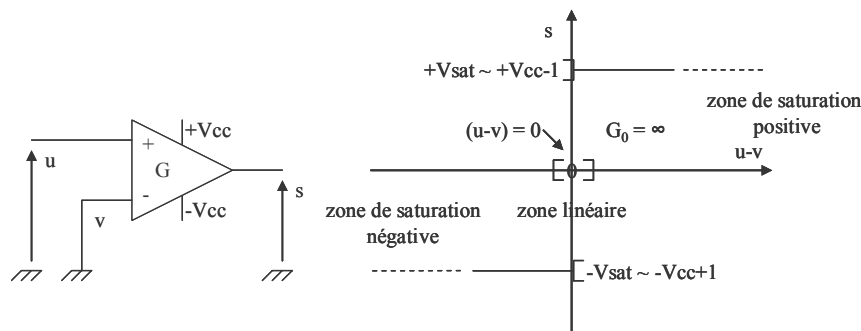 +Vcc
+
u
G
-
v
-Vcc
s
s
+Vsat ~ +Vcc-1
zone de saturation
positive
(u-v) = 0
G₀ = ∞
u-v
0
zone de saturation
négative
zone linéaire
-Vsat ~ -Vcc+1